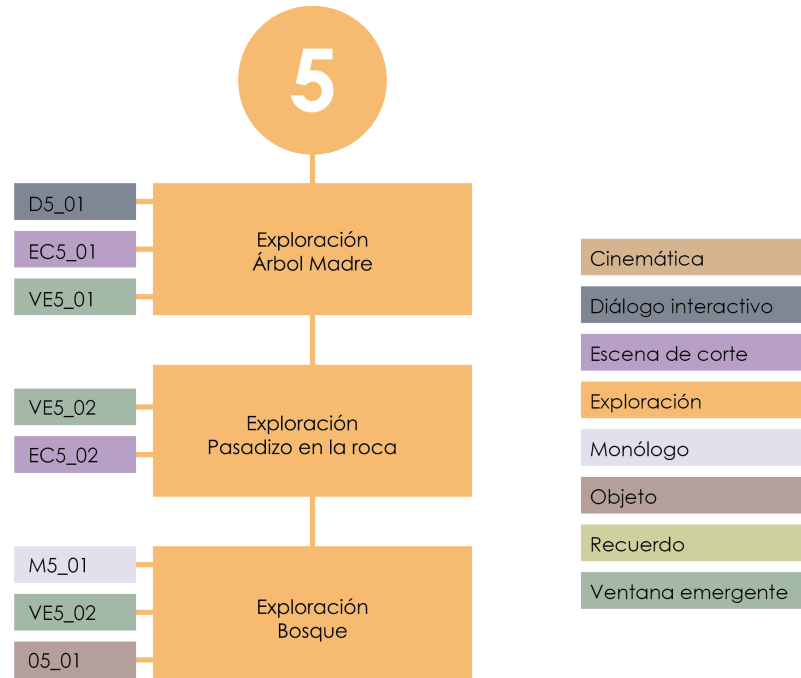 5
D5_01
EC5_01
VE5_01
Exploración
Árbol Madre
VE5_02
EC5_02
Exploración
Pasadizo en la roca
M5_01
VE5_02
05_01
Exploración
Bosque
Cinemática
Diálogo interactivo
Escena de corte
Exploración
Monólogo
Objeto
Recuerdo
Ventana emergente